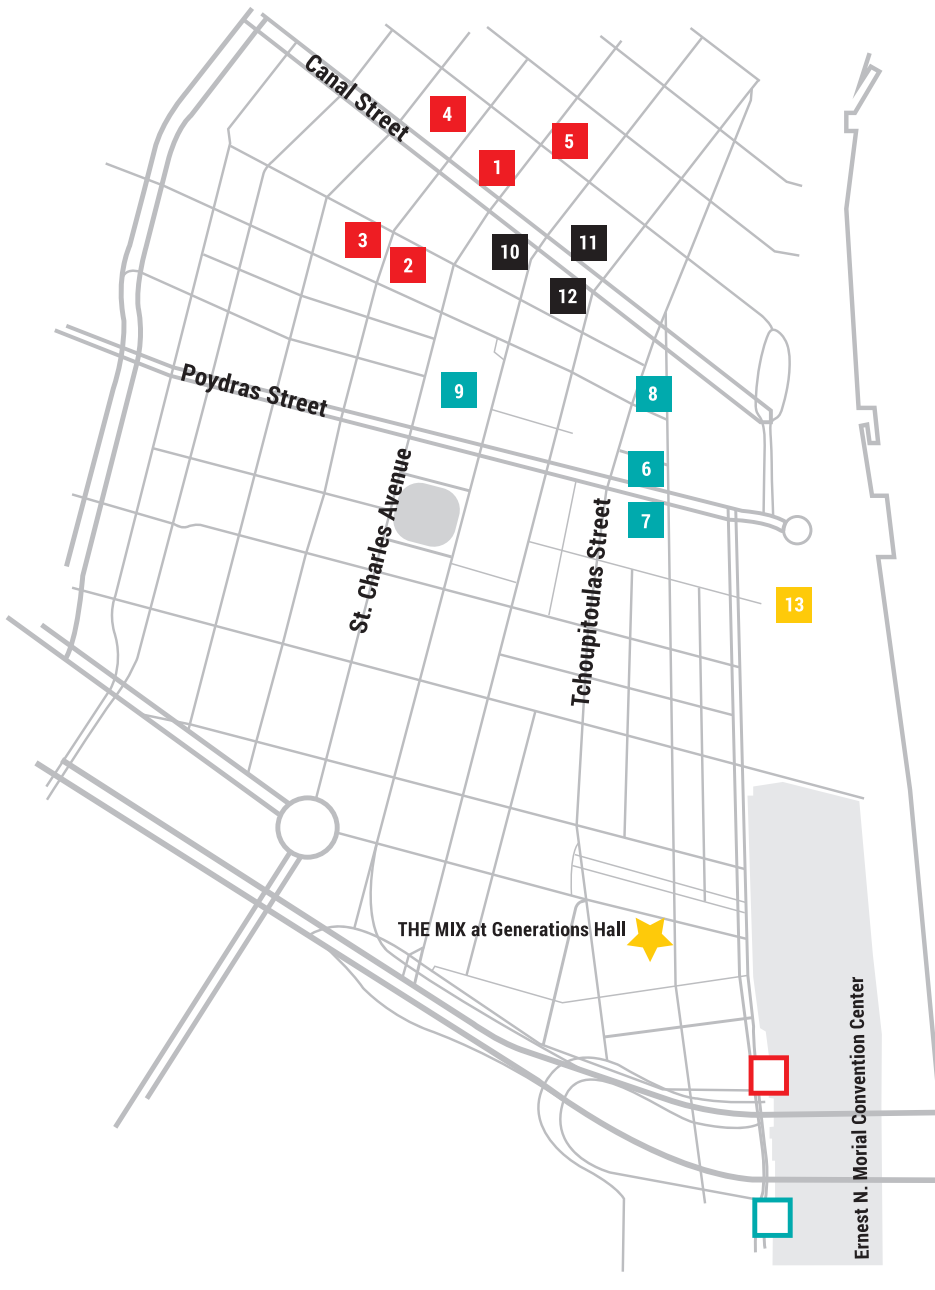 Canal Street
4
5
1
3
11
10
2
12
Poydras Street
9
8
St. Charles Avenue
6
Tchoupitoulas Street
7
13
THE MIX at Generations Hall
Ernest N. Morial Convention Center